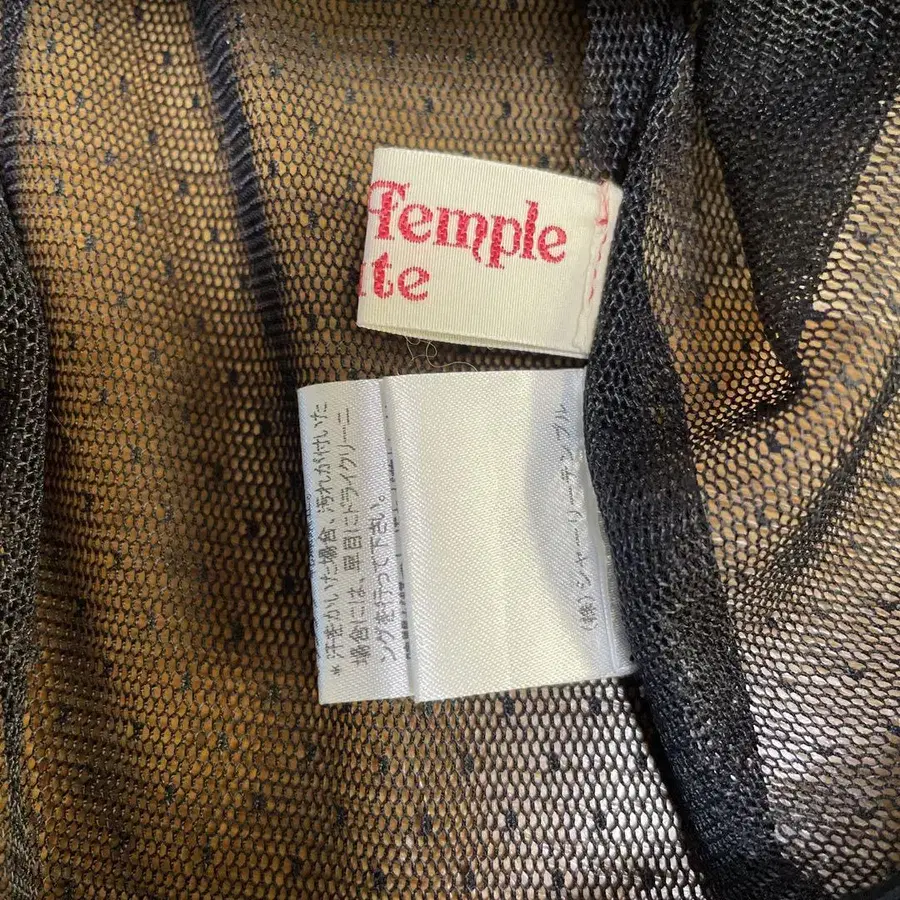 Temple
te
＊汗をかいた場合、汚れが付いた
場合には、早目にドライクリーニ
ングを行って下さい。
(株)シャーリーテンプル